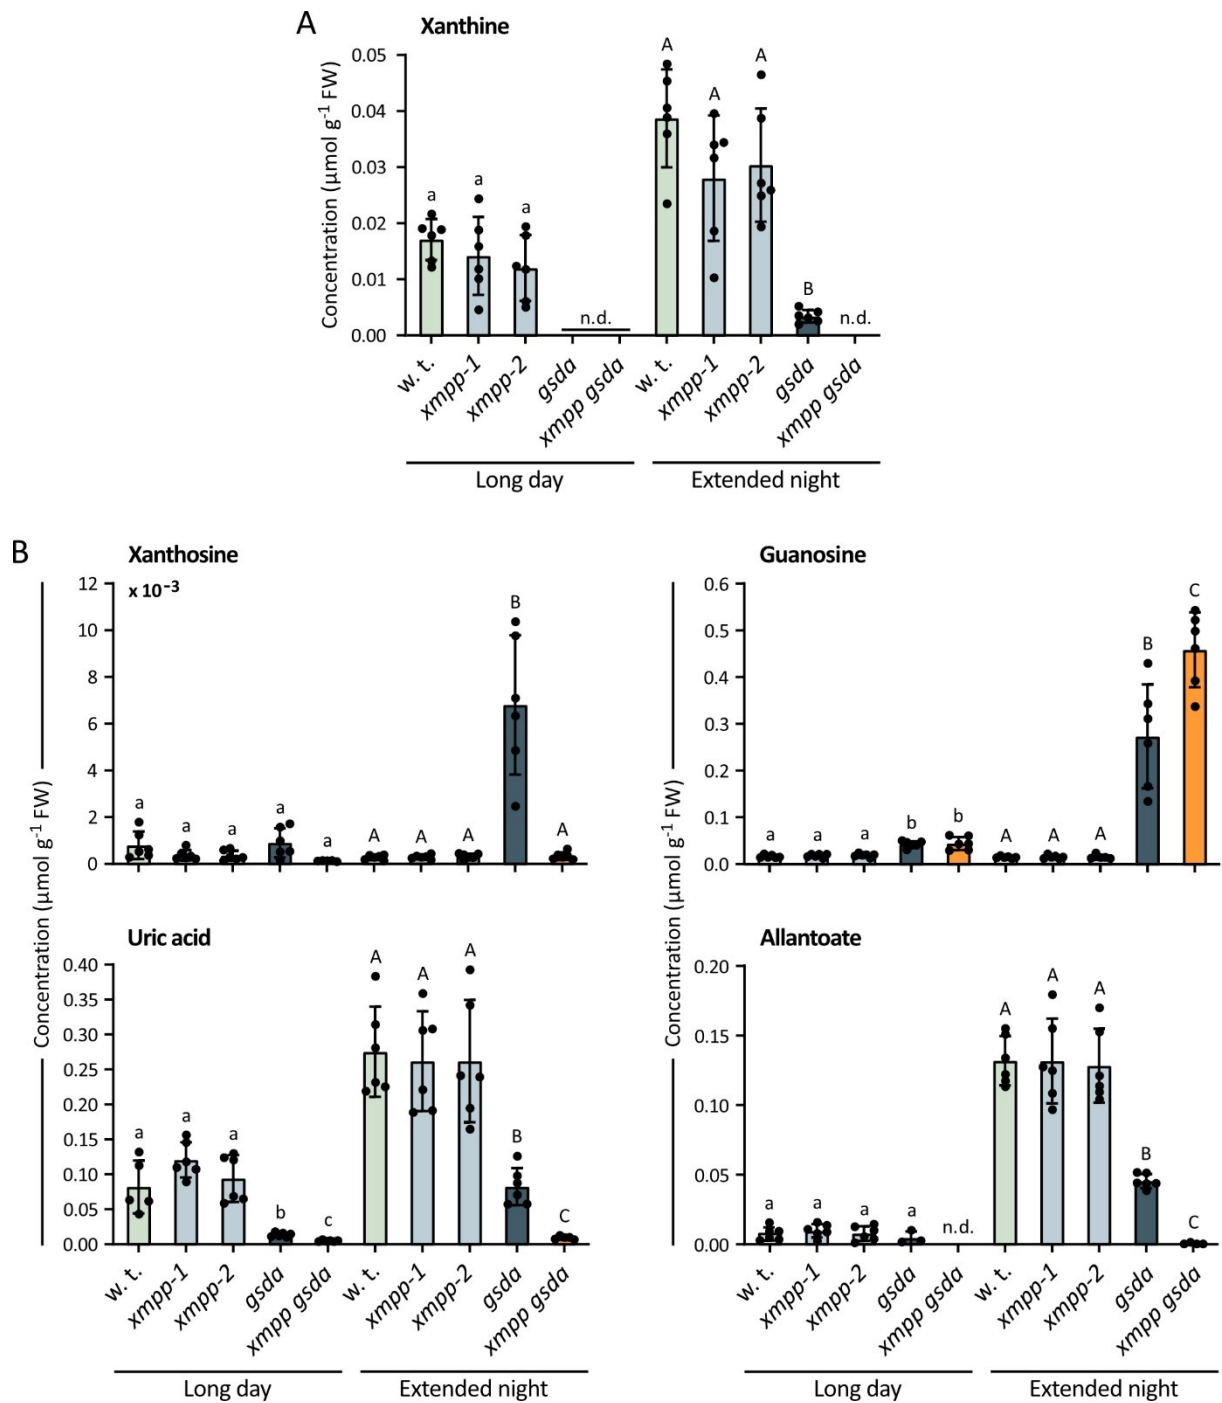 A
Xanthine
Concentration (µmol g⁻¹ FW)
0.05
0.04
0.03
0.02
0.01
0.00
a
a
a
n.d.
A
A
A
B
n.d.
w. t.
xmpp-1
xmpp-2
gsda
xmpp gsda
w. t.
xmpp-1
xmpp-2
gsda
xmpp gsda
Long day
Extended night
B
Xanthosine
x 10⁻³
Concentration (µmol g⁻¹ FW)
12
10
8
6
4
2
0
a
a
a
a
a
A
A
A
B
A
Guanosine
Concentration (µmol g⁻¹ FW)
0.6
0.5
0.4
0.3
0.2
0.1
0.0
a
a
a
b
b
A
A
A
B
C
Uric acid
0.40
0.35
0.30
0.25
0.20
0.15
0.10
0.05
0.00
a
a
a
b
c
A
A
A
B
C
w. t.
xmpp-1
xmpp-2
gsda
xmpp gsda
w. t.
xmpp-1
xmpp-2
gsda
xmpp gsda
Long day
Extended night
Allantoate
0.20
0.15
0.10
0.05
0.00
a
a
a
a
n.d.
A
A
A
B
C
w. t.
xmpp-1
xmpp-2
gsda
xmpp gsda
w. t.
xmpp-1
xmpp-2
gsda
xmpp gsda
Long day
Extended night